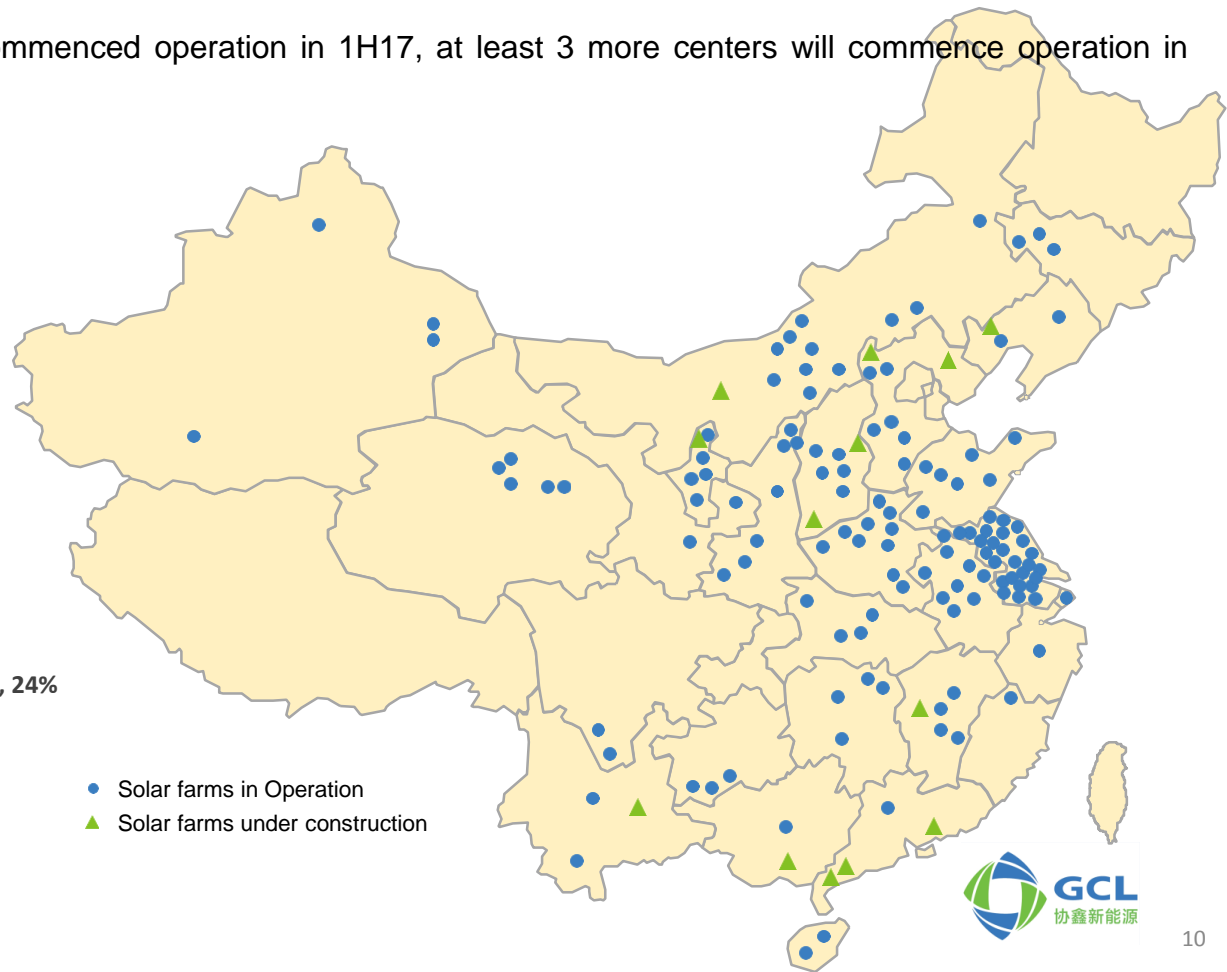 ommenced operation in 1H17, at least 3 more centers will commence operation in
, 24%
Solar farms in Operation
Solar farms under construction
GCL
协鑫新能源
10